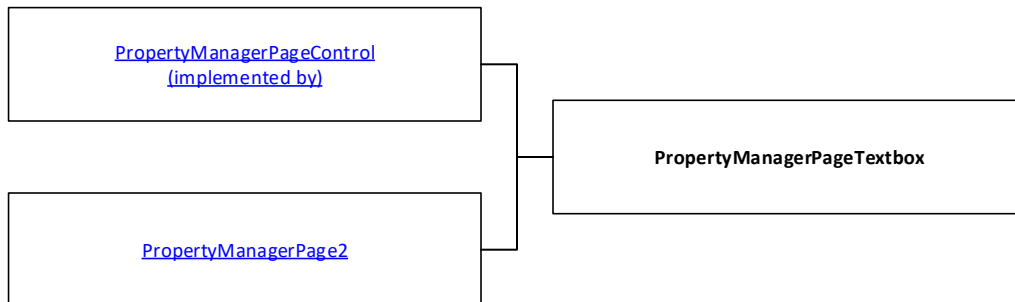 PropertyManagerPageControl
(implemented by)
PropertyManagerPageTextbox
PropertyManagerPage2